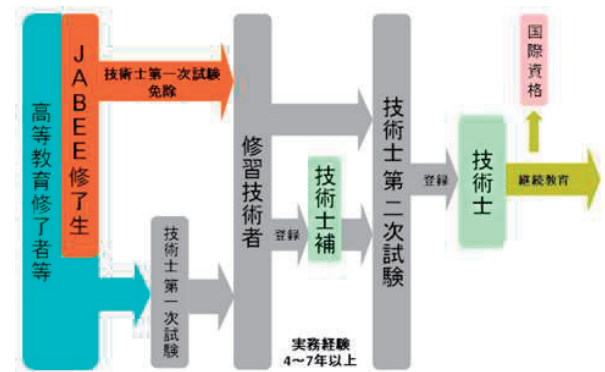 高等教育修了者等
JABEE修了生
技術士第一次試験
免除
技術士第一次試験
修習技術者
登録
技術士補
実務経験
4～7年以上
技術士第二次試験
登録
技術士
国際資格
継続教育